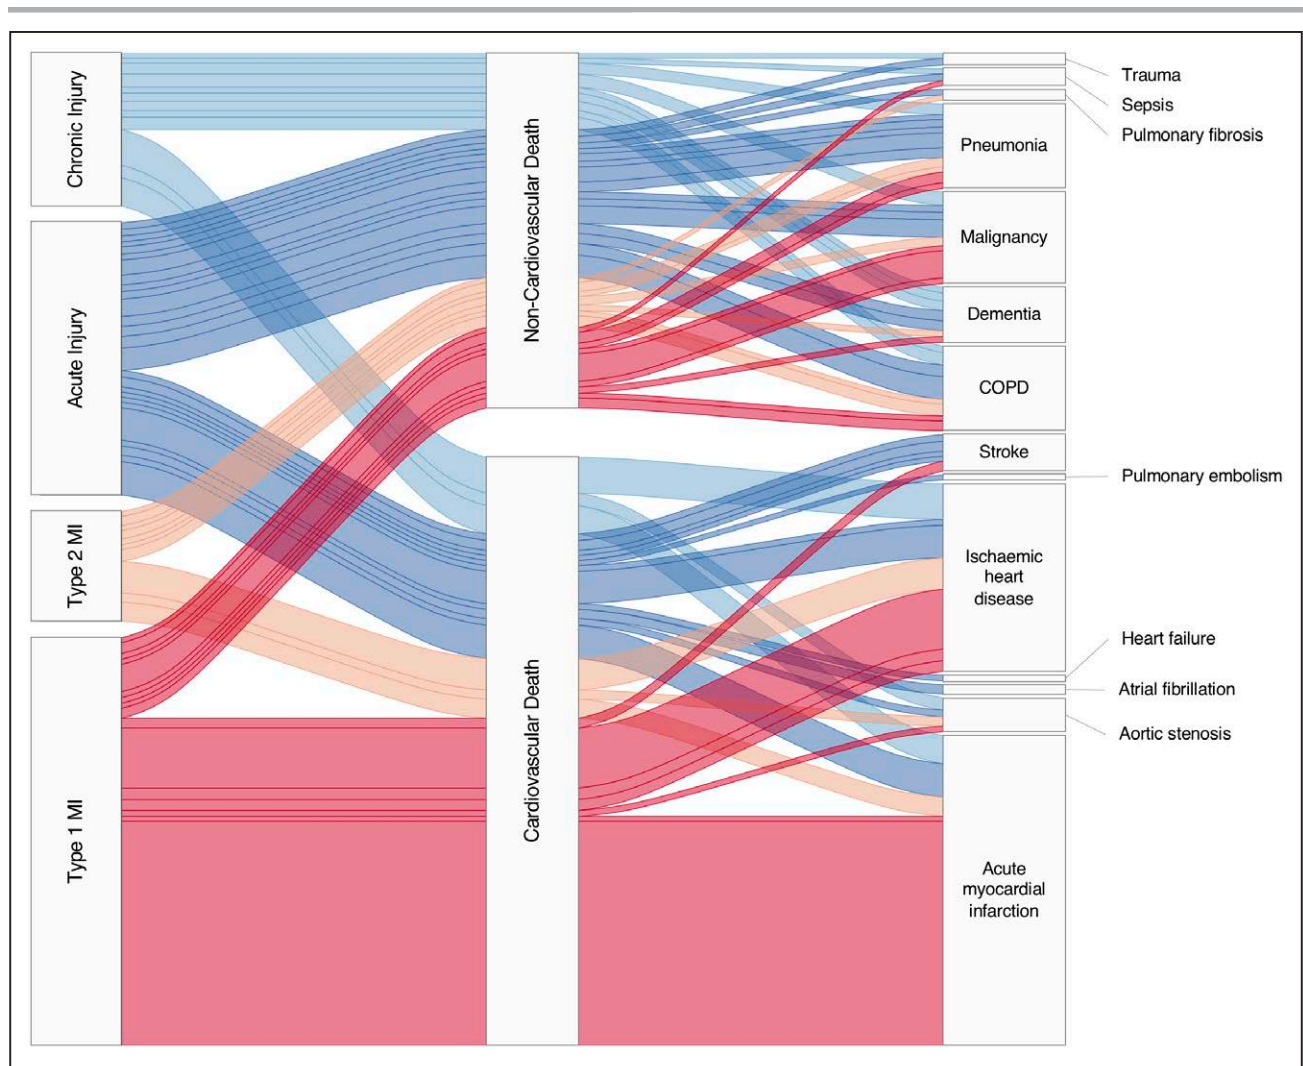 Chronic Injury
Acute Injury
Type 2 MI
Type 1 MI
Non-Cardiovascular Death
Cardiovascular Death
Trauma
Sepsis
Pulmonary fibrosis
Pneumonia
Malignancy
Dementia
COPD
Stroke
Pulmonary embolism
Ischaemic
heart
disease
Heart failure
Atrial fibrillation
Aortic stenosis
Acute
myocardial
infarction